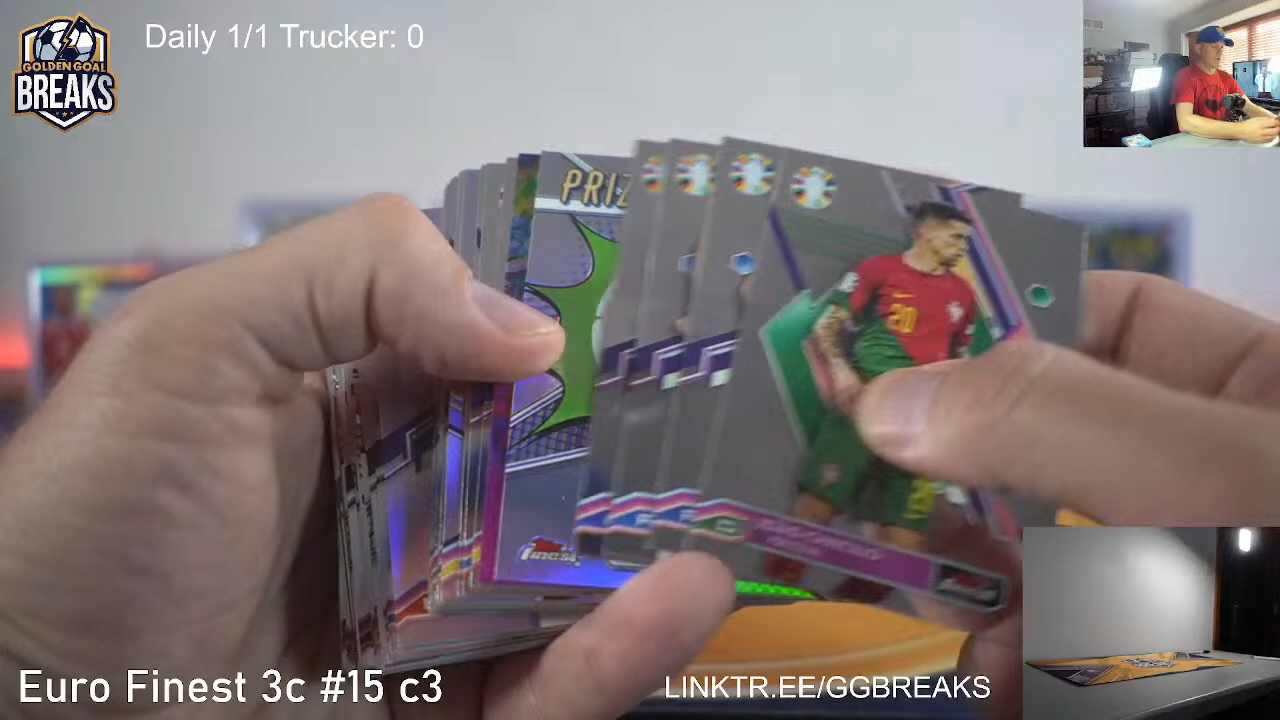 GOLDEN GOAL
BREAKS
Daily 1/1 Trucker: 0
PRIZ
20
20
finest
Euro Finest 3c #15 c3
LINKTR.EE/GGBREAKS